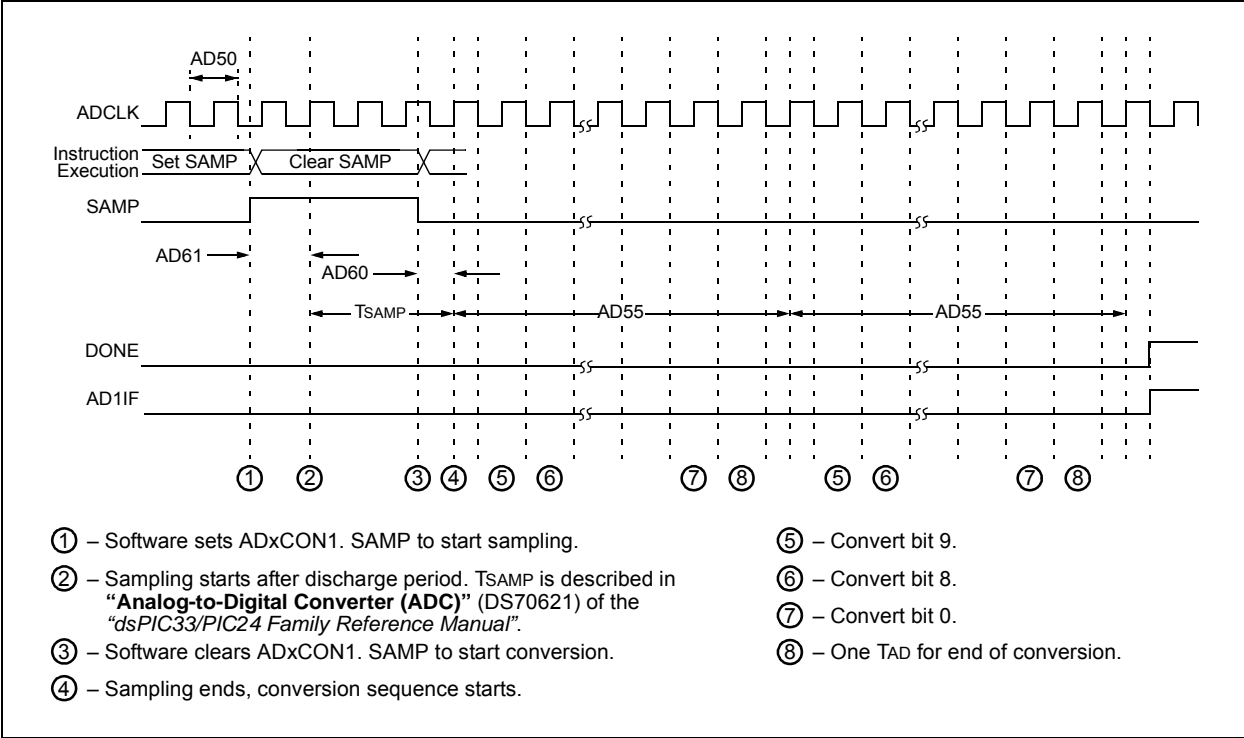 AD50
ADCLK
Instruction
Execution
Set SAMP
Clear SAMP
SAMP
AD61
AD60
TSAMP
AD55
AD55
DONE
AD1IF
1 2 3 4 5 6 7 8 5 6 7 8
1 – Software sets ADxCON1. SAMP to start sampling.
2 – Sampling starts after discharge period. TSAMP is described in
“Analog-to-Digital Converter (ADC)” (DS70621) of the
“dsPIC33/PIC24 Family Reference Manual”.
3 – Software clears ADxCON1. SAMP to start conversion.
4 – Sampling ends, conversion sequence starts.
5 – Convert bit 9.
6 – Convert bit 8.
7 – Convert bit 0.
8 – One TAD for end of conversion.